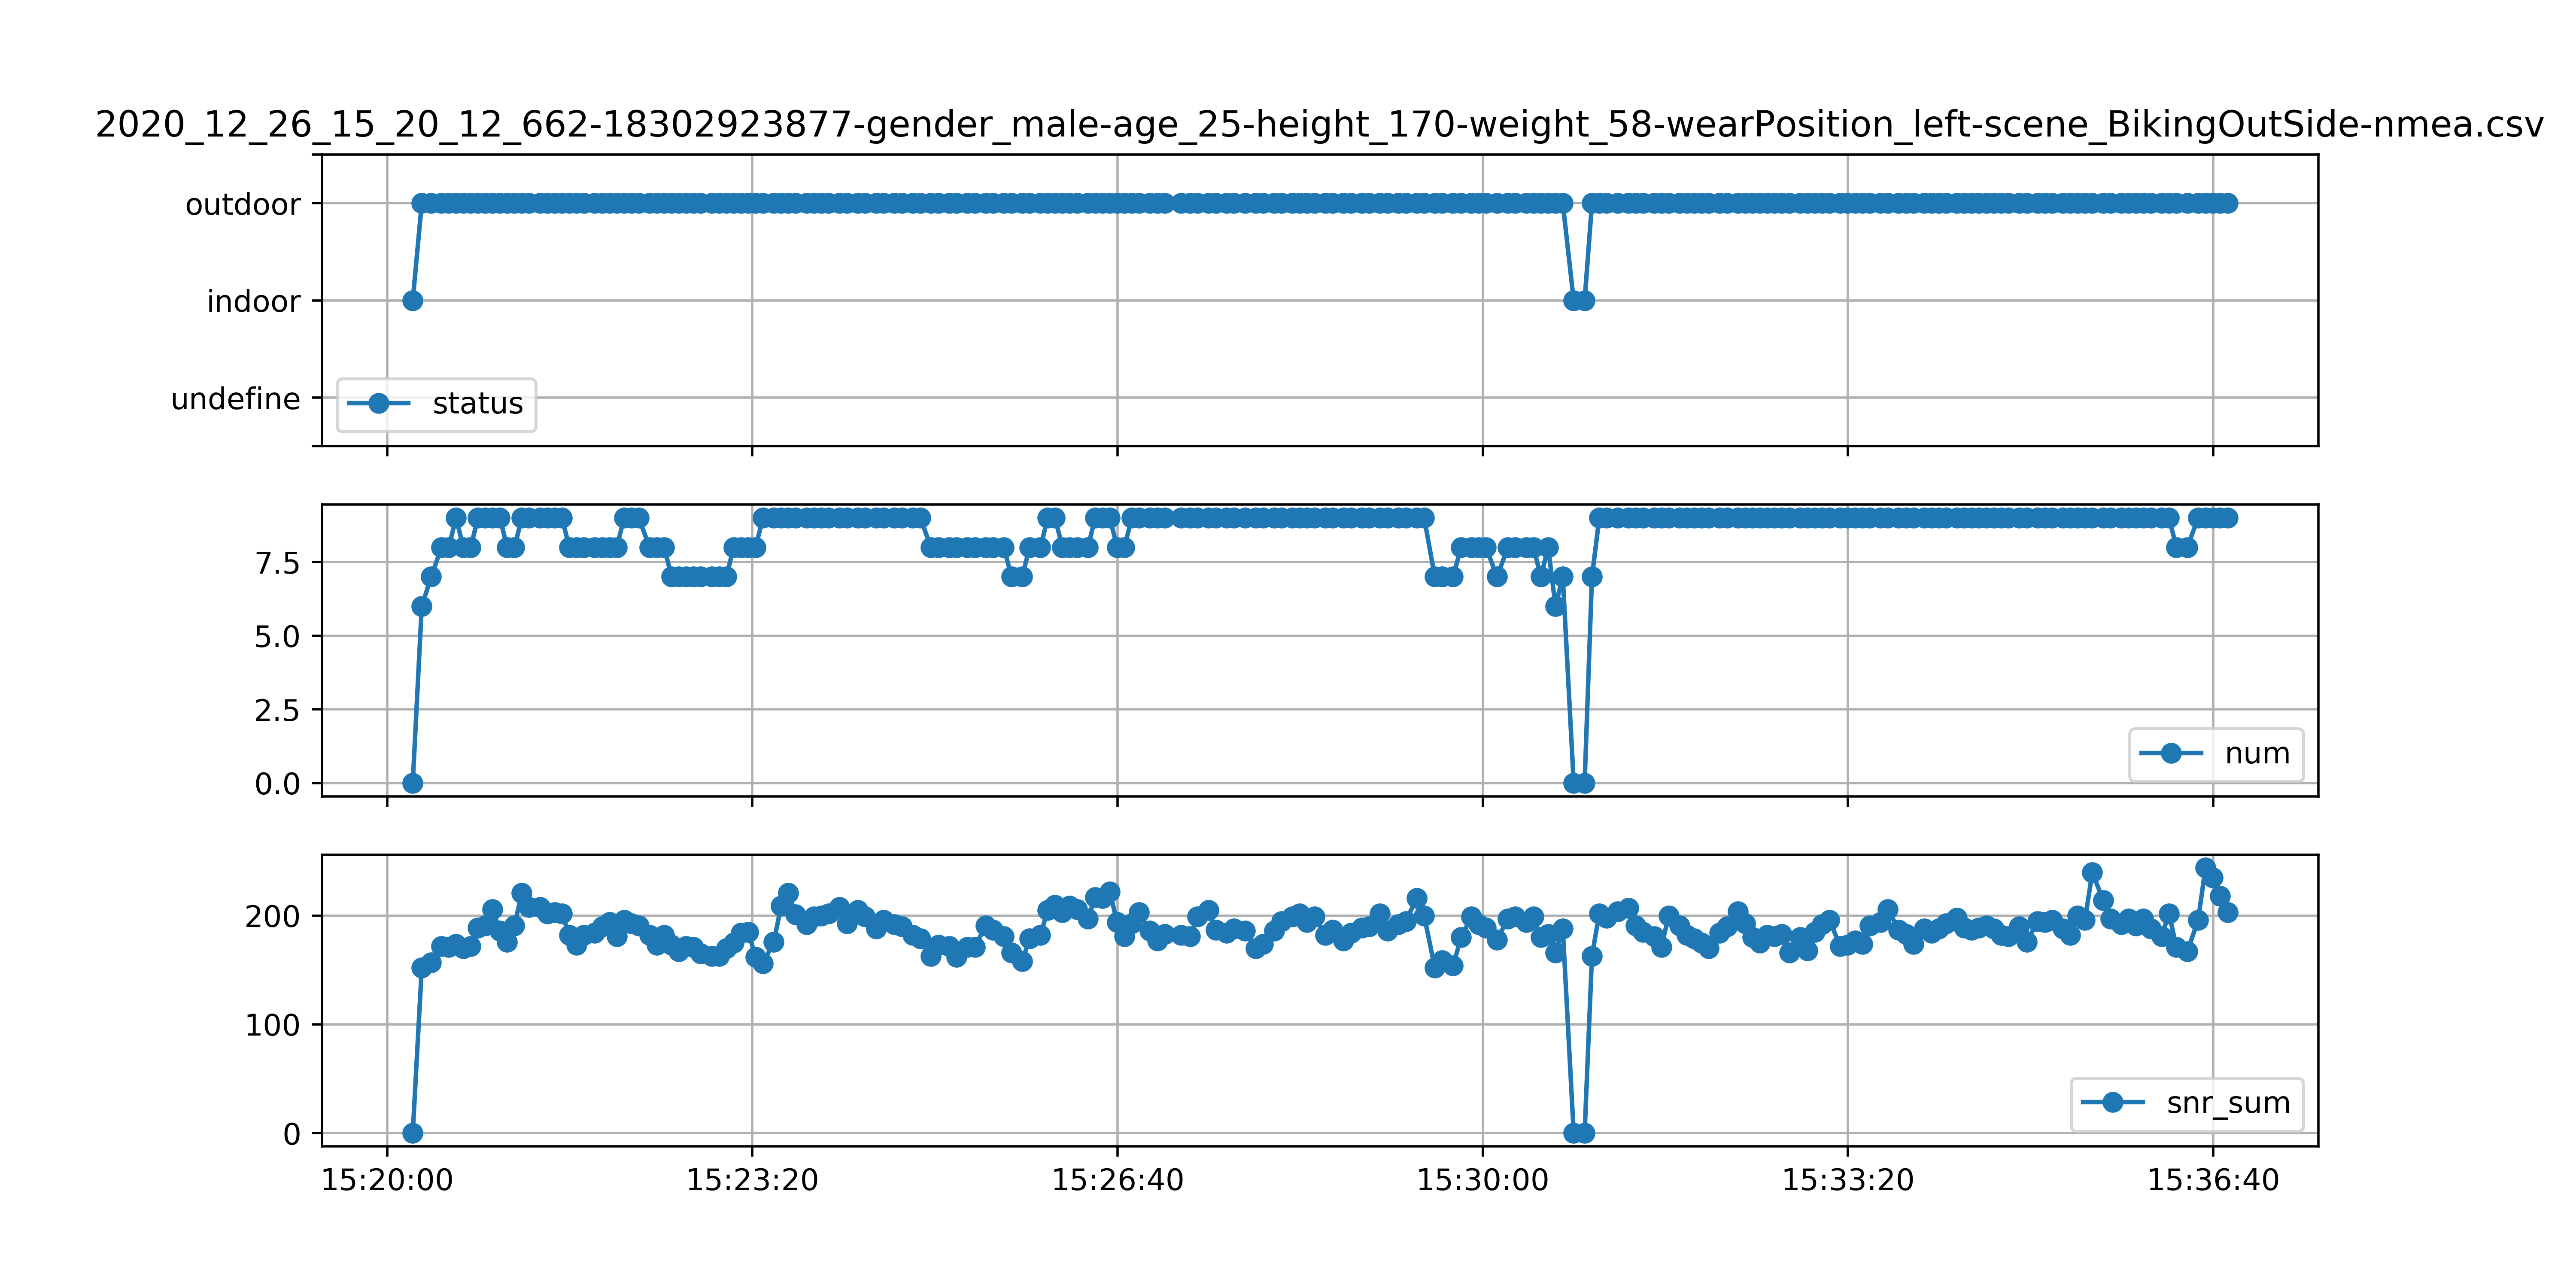 2020_12_26_15_20_12_662-18302923877-gender_male-age_25-height_170-weight_58-wearPosition_left-scene_BikingOutSide-nmea.csv
outdoor
indoor
undefine
status
7.5
5.0
2.5
0.0
num
200
100
0
snr_sum
15:20:00 15:23:20 15:26:40 15:30:00 15:33:20 15:36:40